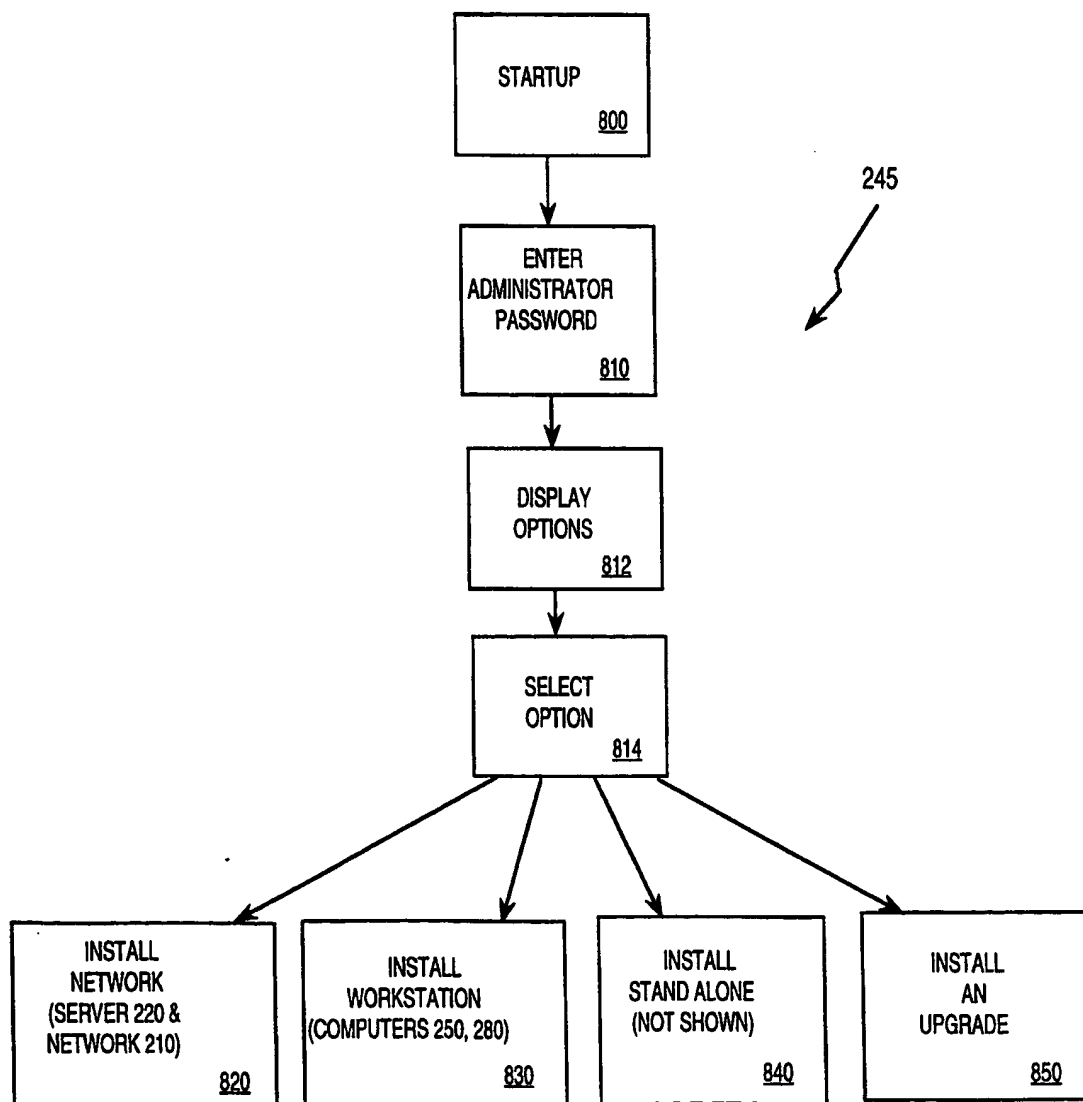 STARTUP
800
245
ENTER
ADMINISTRATOR
PASSWORD
810
DISPLAY
OPTIONS
812
SELECT
OPTION
814
INSTALL
NETWORK
(SERVER 220 &
NETWORK 210)
820
INSTALL
WORKSTATION
(COMPUTERS 250, 280)
830
INSTALL
STAND ALONE
(NOT SHOWN)
840
INSTALL
AN
UPGRADE
850